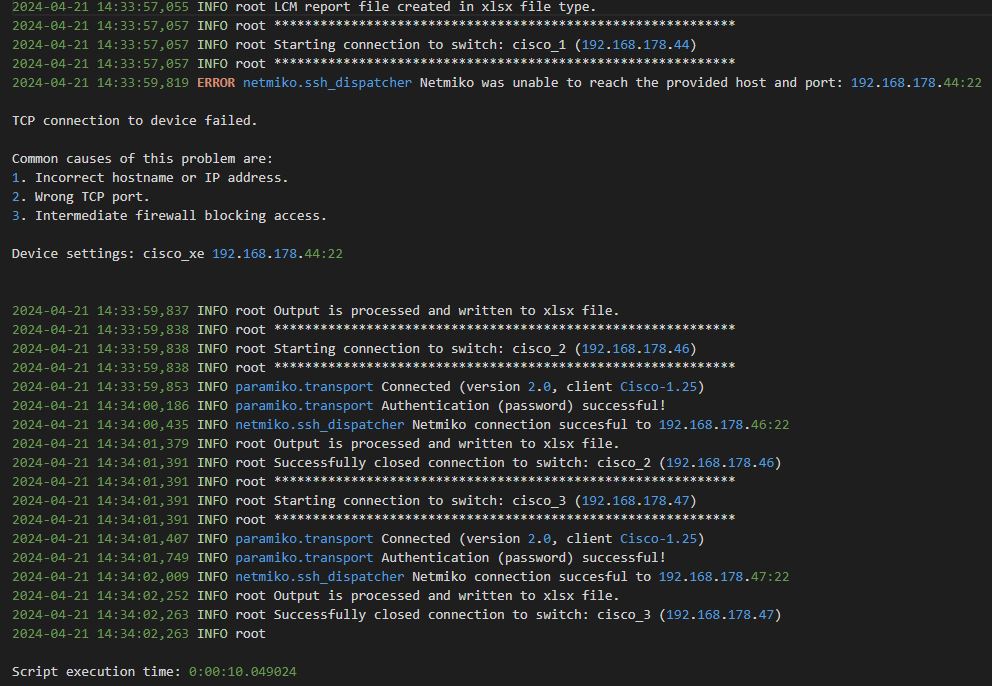 2024-04-21 14:33:57,055 INFO root LCM report file created in xlsx file type.
2024-04-21 14:33:57,057 INFO root ************************************************************
2024-04-21 14:33:57,057 INFO root Starting connection to switch: cisco_1 (192.168.178.44)
2024-04-21 14:33:57,057 INFO root ************************************************************
2024-04-21 14:33:59,819 ERROR netmiko.ssh_dispatcher Netmiko was unable to reach the provided host and port: 192.168.178.44:22
TCP connection to device failed.
Common causes of this problem are:
1. Incorrect hostname or IP address.
2. Wrong TCP port.
3. Intermediate firewall blocking access.
Device settings: cisco_xe 192.168.178.44:22
2024-04-21 14:33:59,837 INFO root Output is processed and written to xlsx file.
2024-04-21 14:33:59,838 INFO root ************************************************************
2024-04-21 14:33:59,838 INFO root Starting connection to switch: cisco_2 (192.168.178.46)
2024-04-21 14:33:59,838 INFO root ************************************************************
2024-04-21 14:33:59,853 INFO paramiko.transport Connected (version 2.0, client Cisco-1.25)
2024-04-21 14:34:00,186 INFO paramiko.transport Authentication (password) successful!
2024-04-21 14:34:00,435 INFO netmiko.ssh_dispatcher Netmiko connection succesful to 192.168.178.46:22
2024-04-21 14:34:01,379 INFO root Output is processed and written to xlsx file.
2024-04-21 14:34:01,391 INFO root Successfully closed connection to switch: cisco_2 (192.168.178.46)
2024-04-21 14:34:01,391 INFO root ************************************************************
2024-04-21 14:34:01,391 INFO root Starting connection to switch: cisco_3 (192.168.178.47)
2024-04-21 14:34:01,391 INFO root ************************************************************
2024-04-21 14:34:01,407 INFO paramiko.transport Connected (version 2.0, client Cisco-1.25)
2024-04-21 14:34:01,749 INFO paramiko.transport Authentication (password) successful!
2024-04-21 14:34:02,009 INFO netmiko.ssh_dispatcher Netmiko connection succesful to 192.168.178.47:22
2024-04-21 14:34:02,252 INFO root Output is processed and written to xlsx file.
2024-04-21 14:34:02,263 INFO root Successfully closed connection to switch: cisco_3 (192.168.178.47)
2024-04-21 14:34:02,263 INFO root
Script execution time: 0:00:10.049024